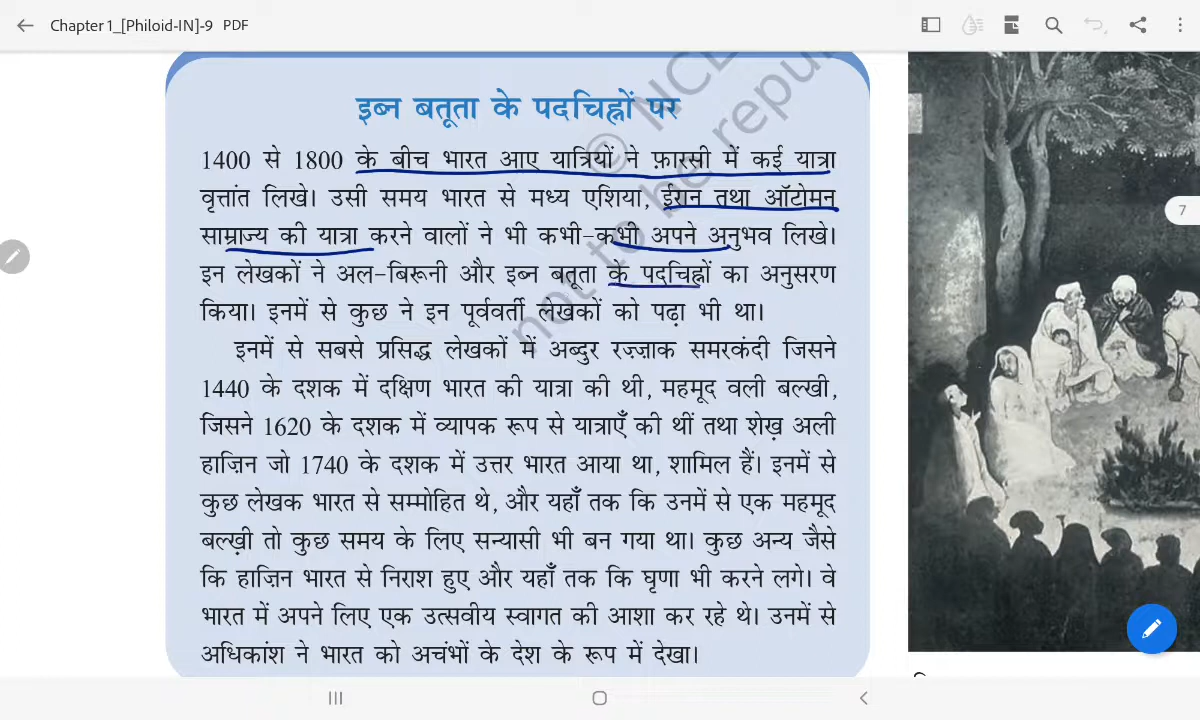 Chapter 1_[Philoid-IN]-9 PDF
इब्न बतूता के पदचिह्नों पर
1400 से 1800 के बीच भारत आए यात्रियों ने फ़ारसी में कई यात्रा
वृत्तांत लिखे। उसी समय भारत से मध्य एशिया, ईरान तथा ऑटोमन
साम्राज्य की यात्रा करने वालों ने भी कभी-कभी अपने अनुभव लिखे।
इन लेखकों ने अल-बिरूनी और इब्न बतूता के पदचिह्नों का अनुसरण
किया। इनमें से कुछ ने इन पूर्ववर्ती लेखकों को पढ़ा भी था।
इनमें से सबसे प्रसिद्ध लेखकों में अब्दुर रज़्ज़ाक समरकंदी जिसने
1440 के दशक में दक्षिण भारत की यात्रा की थी, महमूद वली बल्खी,
जिसने 1620 के दशक में व्यापक रूप से यात्राएँ की थीं तथा शेख़ अली
हाज़िन जो 1740 के दशक में उत्तर भारत आया था, शामिल हैं। इनमें से
कुछ लेखक भारत से सम्मोहित थे, और यहाँ तक कि उनमें से एक महमूद
बल्ख़ी तो कुछ समय के लिए सन्यासी भी बन गया था। कुछ अन्य जैसे
कि हाज़िन भारत से निराश हुए और यहाँ तक कि घृणा भी करने लगे। वे
भारत में अपने लिए एक उत्सवीय स्वागत की आशा कर रहे थे। उनमें से
अधिकांश ने भारत को अचंभों के देश के रूप में देखा।
7
© NCE
not to be repu